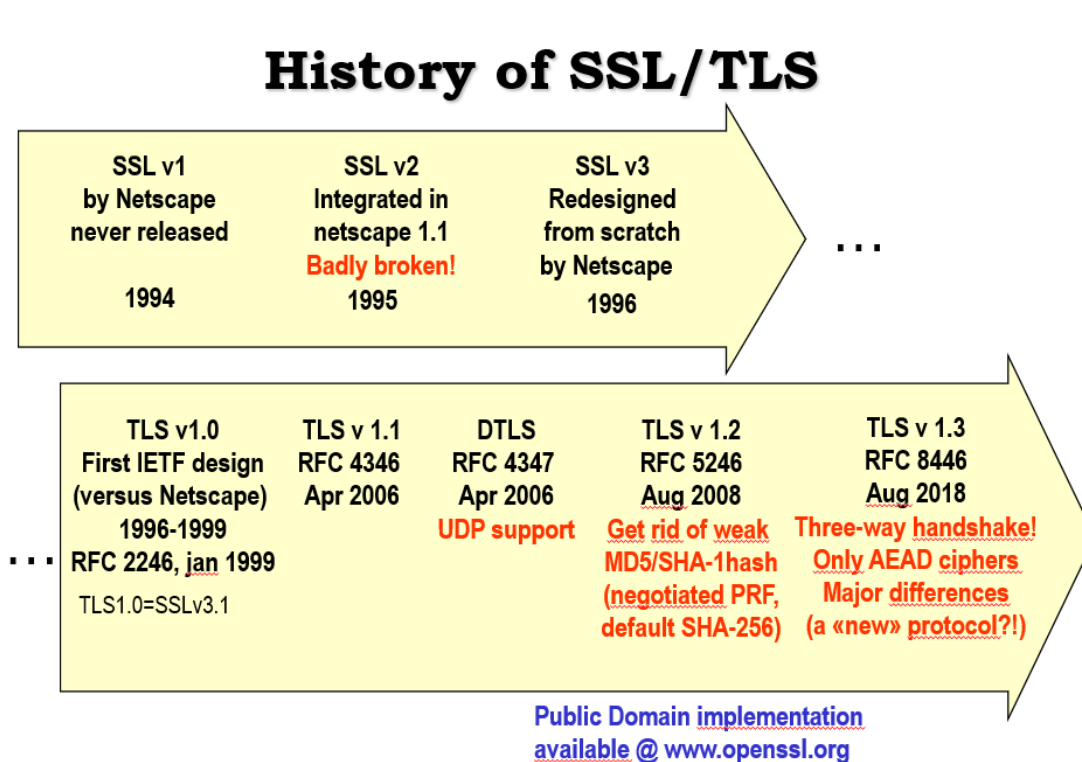 History of SSL/TLS
SSL v1
by Netscape
never released
1994
SSL v2
Integrated in
netscape 1.1
Badly broken!
1995
SSL v3
Redesigned
from scratch
by Netscape
1996
...
...
TLS v1.0
First IETF design
(versus Netscape)
1996-1999
RFC 2246, jan 1999
TLS1.0=SSLv3.1
TLS v 1.1
RFC 4346
Apr 2006
DTLS
RFC 4347
Apr 2006
UDP support
TLS v 1.2
RFC 5246
Aug 2008
Get rid of weak
MD5/SHA-1hash
(negotiated PRF,
default SHA-256)
TLS v 1.3
RFC 8446
Aug 2018
Three-way handshake!
Only AEAD ciphers
Major differences
(a «new» protocol?!)
Public Domain implementation
available @ www.openssl.org